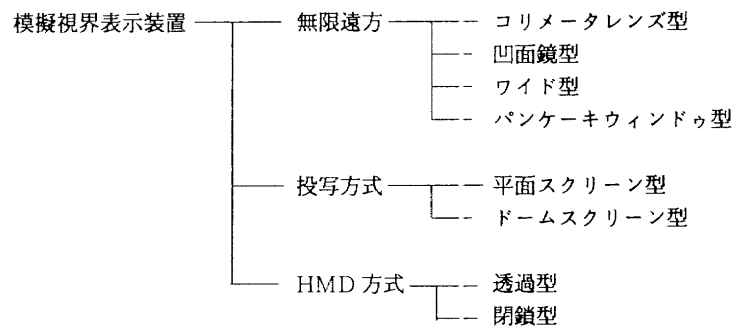 模擬視界表示装置 無限遠方 コリメータレンズ型
凹面鏡型
ワイド型
パンケーキウィンドゥ型
投写方式 平面スクリーン型
ドームスクリーン型
HMD 方式 透過型
閉鎖型